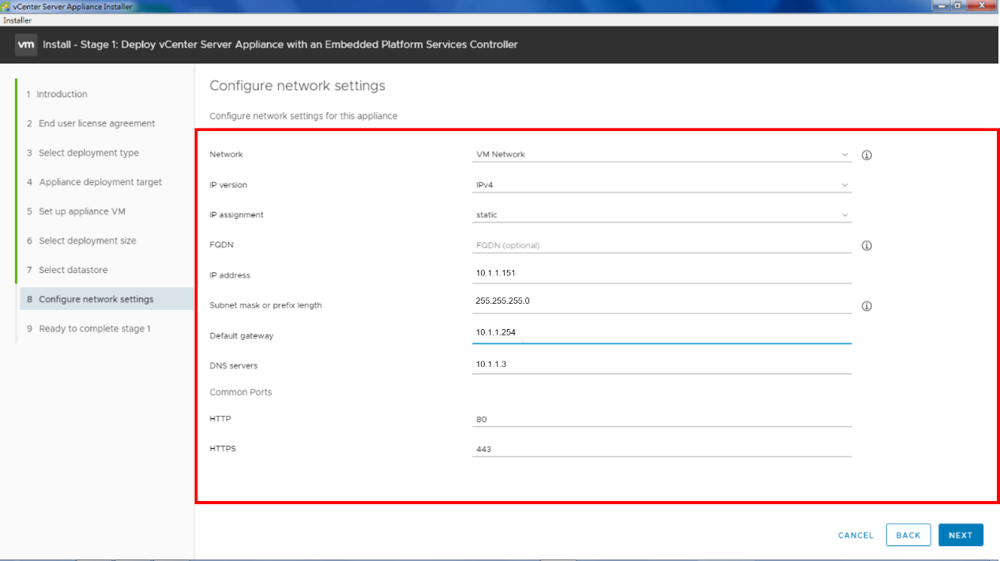 vCenter Server Appliance Installer
Installer
vm Install - Stage 1: Deploy vCenter Server Appliance with an Embedded Platform Services Controller
1 Introduction
2 End user license agreement
3 Select deployment type
4 Appliance deployment target
5 Set up appliance VM
6 Select deployment size
7 Select datastore
8 Configure network settings
9 Ready to complete stage 1
Configure network settings
Configure network settings for this appliance
Network VM Network
IP version IPv4
IP assignment static
FQDN FQDN (optional)
IP address 10.1.1.151
Subnet mask or prefix length 255.255.255.0
Default gateway 10.1.1.254
DNS servers 10.1.1.3
Common Ports
HTTP 80
HTTPS 443
CANCEL BACK NEXT